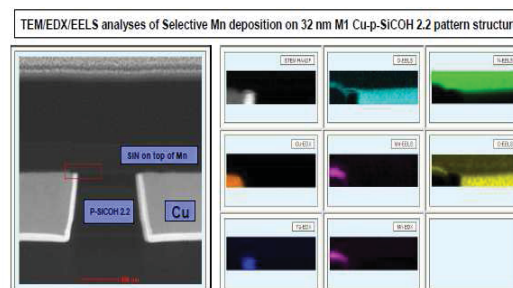 TEM/EDX/EELS analyses of Selective Mn deposition on 32 nm M1 Cu-p-SiCOH 2.2 pattern structur
SIN on top of Mn
P-SiCOH 2.2
Cu
STEM HAADF
O-EELS
N-EELS
Cu-EDX
Mn-EELS
C-EELS
Ta-EDX
Mn-EDX